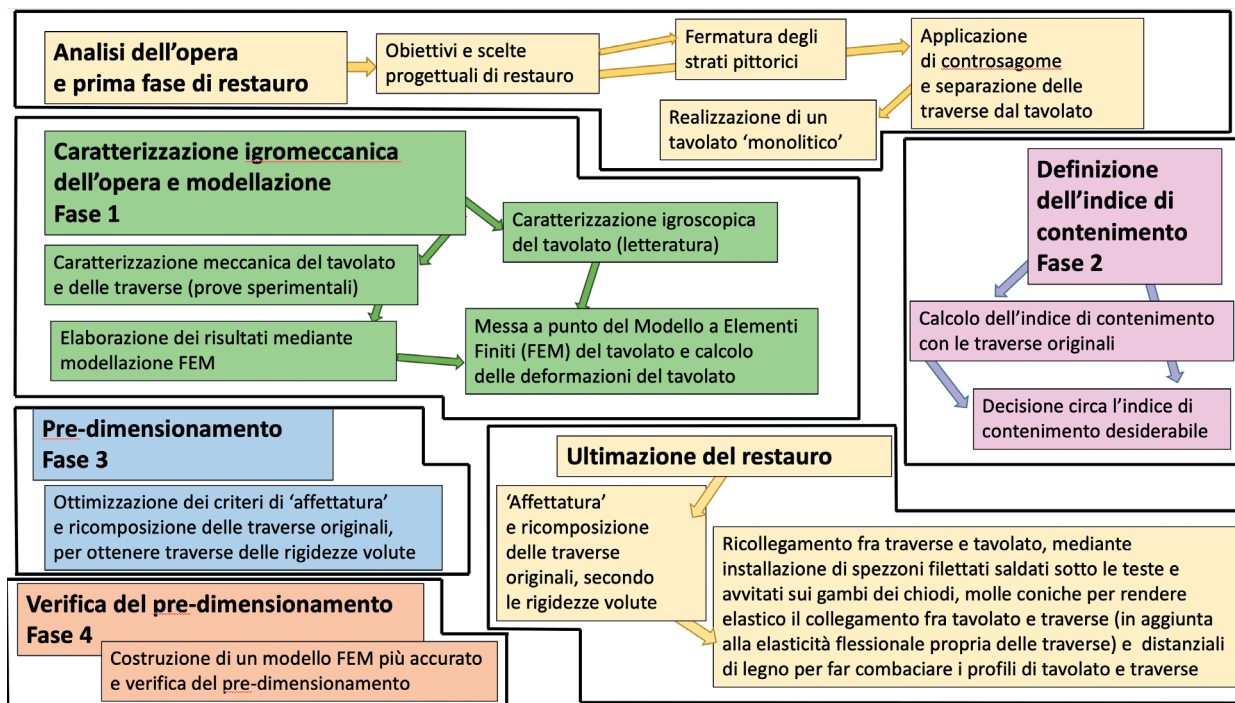 Analisi dell’opera
e prima fase di restauro
Obiettivi e scelte
progettuali di restauro
Fermatura degli
strati pittorici
Applicazione
di controsagome
e separazione delle
traverse dal tavolato
Realizzazione di un
tavolato ‘monolitico’
Caratterizzazione igromeccanica
dell’opera e modellazione
Fase 1
Caratterizzazione igroscopica
del tavolato (letteratura)
Caratterizzazione meccanica del tavolato
e delle traverse (prove sperimentali)
Elaborazione dei risultati mediante
modellazione FEM
Messa a punto del Modello a Elementi
Finiti (FEM) del tavolato e calcolo
delle deformazioni del tavolato
Definizione
dell’indice di
contenimento
Fase 2
Calcolo dell’indice di contenimento
con le traverse originali
Decisione circa l’indice di
contenimento desiderabile
Pre-dimensionamento
Fase 3
Ottimizzazione dei criteri di ‘affettatura’
e ricomposizione delle traverse originali,
per ottenere traverse delle rigidezze volute
Verifica del pre-dimensionamento
Fase 4
Costruzione di un modello FEM più accurato
e verifica del pre-dimensionamento
Ultimazione del restauro
‘Affettatura’
e ricomposizione
delle traverse
originali, secondo
le rigidezze volute
Ricollegamento fra traverse e tavolato, mediante
installazione di spezzoni filettati saldati sotto le teste e
avvitati sui gambi dei chiodi, molle coniche per rendere
elastico il collegamento fra tavolato e traverse (in aggiunta
alla elasticità flessionale propria delle traverse) e distanziali
di legno per far combaciare i profili di tavolato e traverse